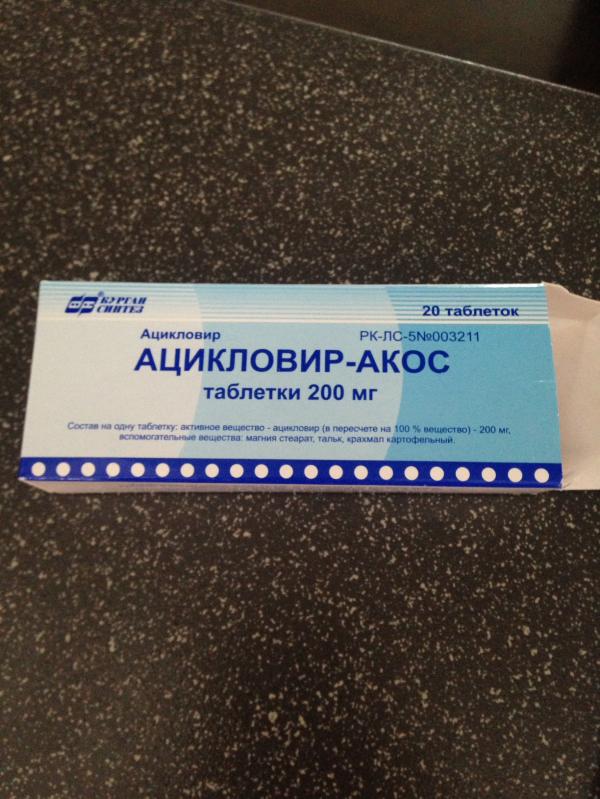 КУРГАН
СИНТЕЗ
20 таблеток
Ацикловир
РК-ЛС-5№003211
АЦИКЛОВИР-АКОС
таблетки 200 мг
Состав на одну таблетку: активное вещество - ацикловир (в пересчете на 100 % вещество) - 200 мг,
вспомогательные вещества: магния стеарат, тальк, крахмал картофельный.